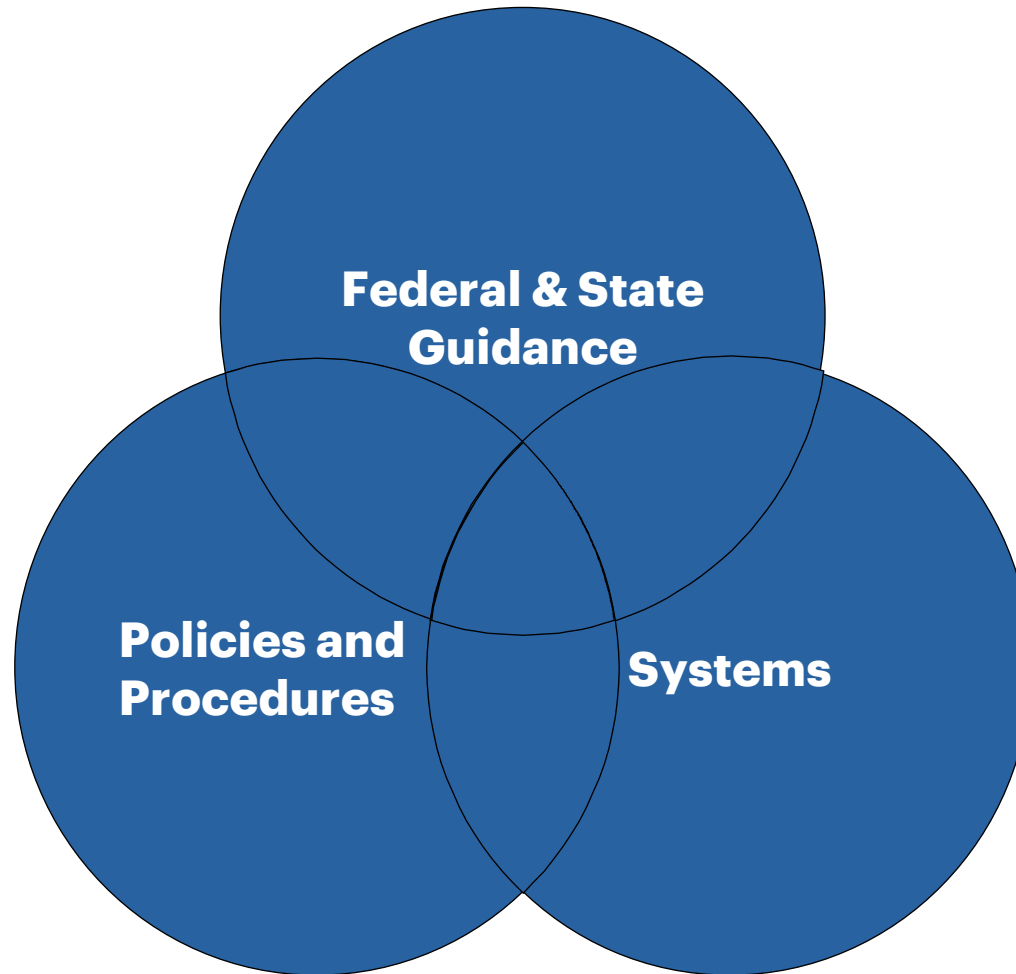 Federal & State
Guidance
Policies and
Procedures
Systems